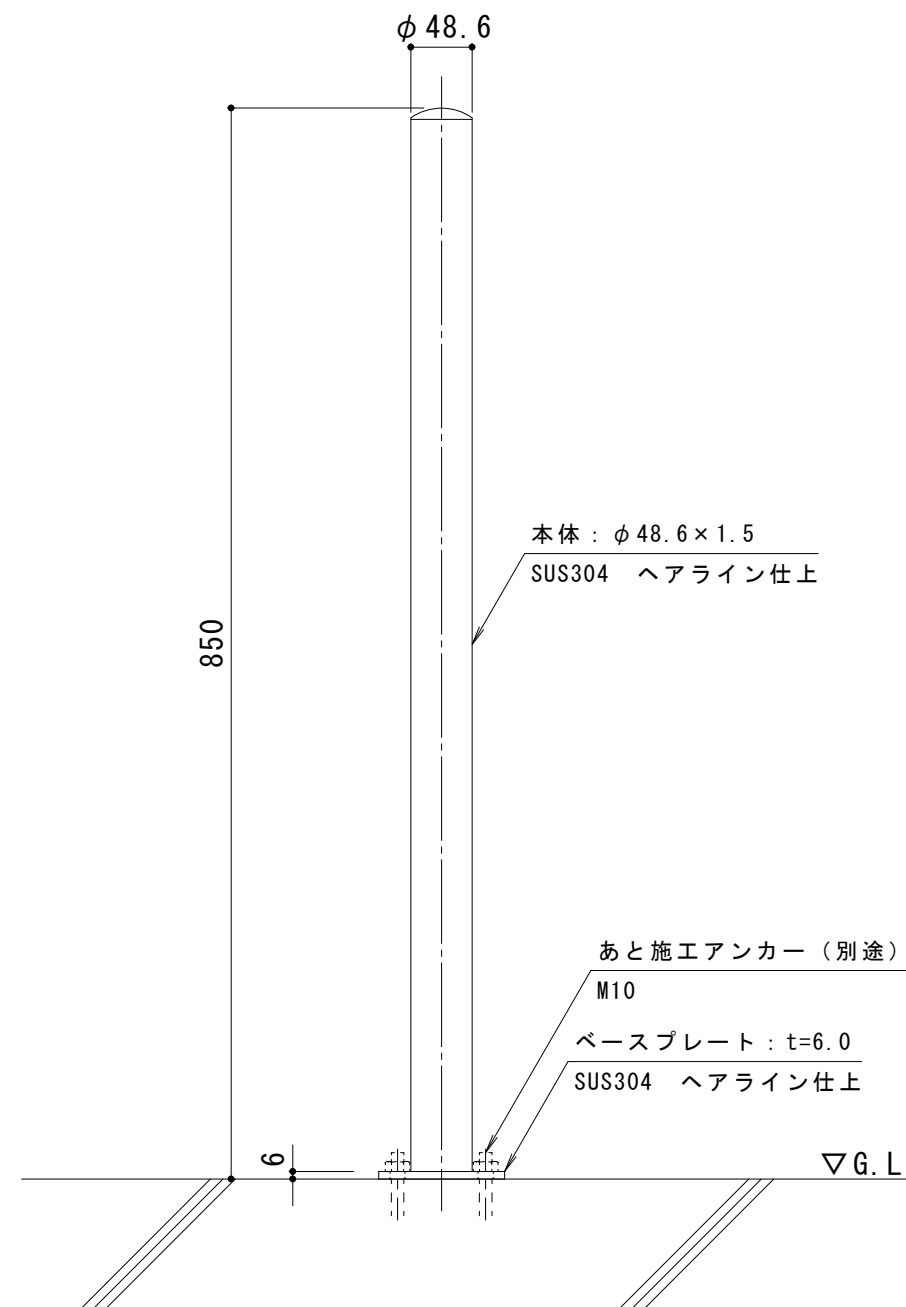 φ48.6
本体：φ48.6×1.5
SUS304　ヘアライン仕上
850
あと施工アンカー（別途）
M10
ベースプレート：t=6.0
SUS304　ヘアライン仕上
6
▽G.L